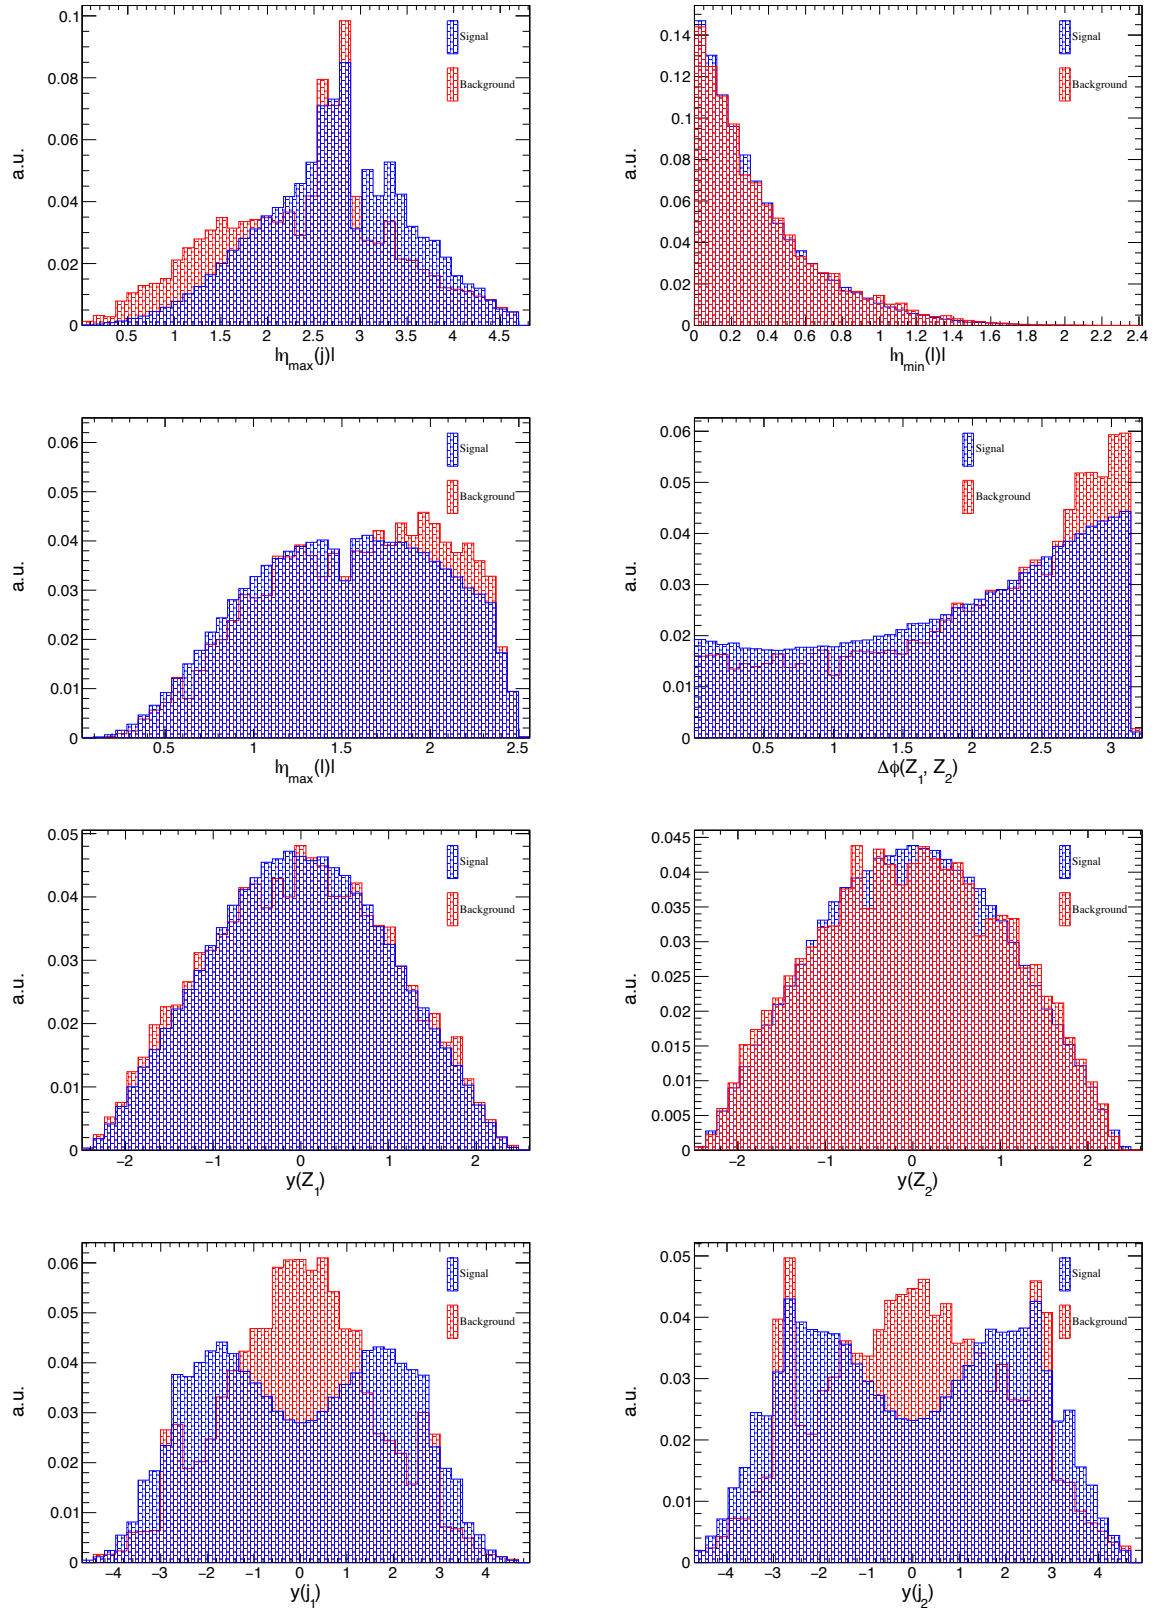 0.1
0.08
0.06
0.04
0.02
0
a.u.
Signal
Background
0.5 1 1.5 2 2.5 3 3.5 4 4.5
|η_max(j)|
0.14
0.12
0.1
0.08
0.06
0.04
0.02
0
a.u.
Signal
Background
0 0.2 0.4 0.6 0.8 1 1.2 1.4 1.6 1.8 2 2.2 2.4
|η_min(l)|
0.06
0.05
0.04
0.03
0.02
0.01
0
a.u.
Signal
Background
0.5 1 1.5 2 2.5
|η_max(l)|
0.06
0.05
0.04
0.03
0.02
0.01
0
a.u.
Signal
Background
0.5 1 1.5 2 2.5 3
Δϕ(Z_1, Z_2)
0.05
0.04
0.03
0.02
0.01
0
a.u.
Signal
Background
−2 −1 0 1 2
y(Z_1)
0.045
0.04
0.035
0.03
0.025
0.02
0.015
0.01
0.005
0
a.u.
Signal
Background
−2 −1 0 1 2
y(Z_2)
0.06
0.05
0.04
0.03
0.02
0.01
0
a.u.
Signal
Background
−4 −3 −2 −1 0 1 2 3 4
y(j_1)
0.05
0.04
0.03
0.02
0.01
0
a.u.
Signal
Background
−4 −3 −2 −1 0 1 2 3 4
y(j_2)